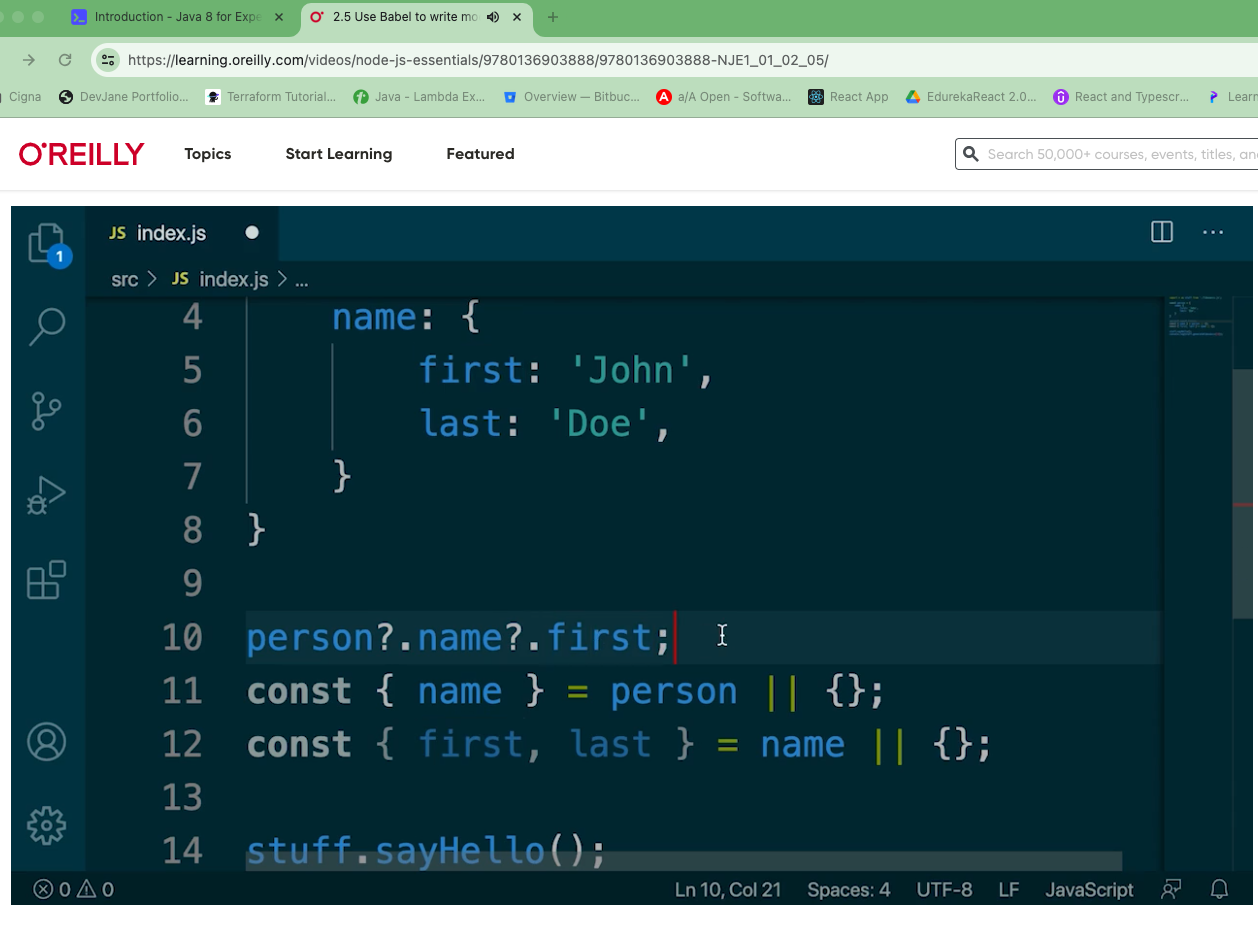 Introduction - Java 8 for Expe
2.5 Use Babel to write mo
https://learning.oreilly.com/videos/node-js-essentials/9780136903888/9780136903888-NJE1_01_02_05/
Cigna DevJane Portfolio... Terraform Tutorial... Java - Lambda Ex... Overview — Bitbuc... a/A Open - Softwa... React App EdurekaReact 2.0... React and Typescr... Learn
O'REILLY Topics Start Learning Featured Search 50,000+ courses, events, titles, an
JS index.js
1
src > JS index.js > ...
4 name: {
5 first: 'John',
6 last: 'Doe',
7 }
8 }
9
10 person?.name?.first;
11 const { name } = person || {};
12 const { first, last } = name || {};
13
14 stuff.sayHello();
0 0 Ln 10, Col 21 Spaces: 4 UTF-8 LF JavaScript